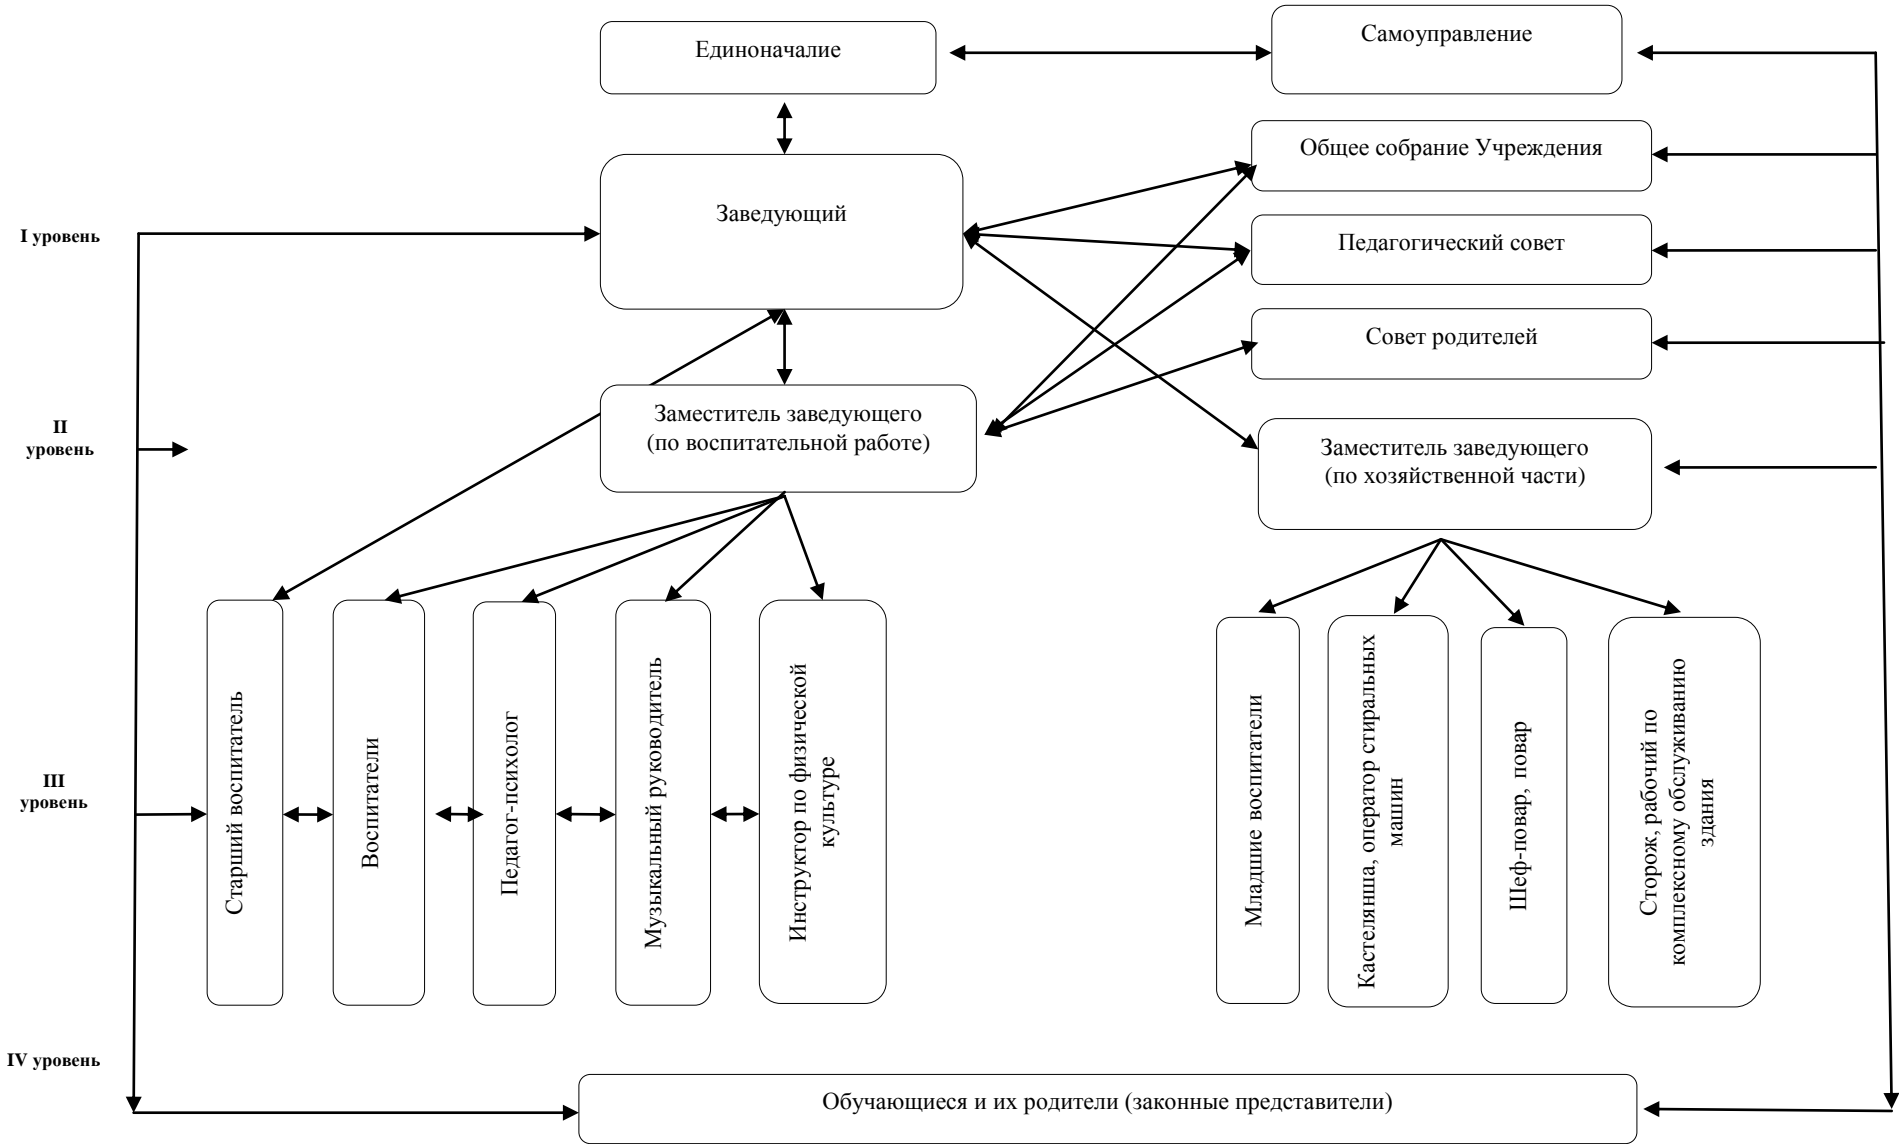 Единоначалие
Самоуправление
Общее собрание Учреждения
Заведующий
I уровень
Педагогический совет
Совет родителей
II
уровень
Заместитель заведующего
(по воспитательной работе)
Заместитель заведующего
(по хозяйственной части)
III
уровень
Старший воспитатель
Воспитатели
Педагог-психолог
Музыкальный руководитель
Инструктор по физической
культуре
Младшие воспитатели
Кастелянша, оператор стиральных
машин
Шеф-повар, повар
Сторож, рабочий по
комплексному обслуживанию
здания
IV уровень
Обучающиеся и их родители (законные представители)